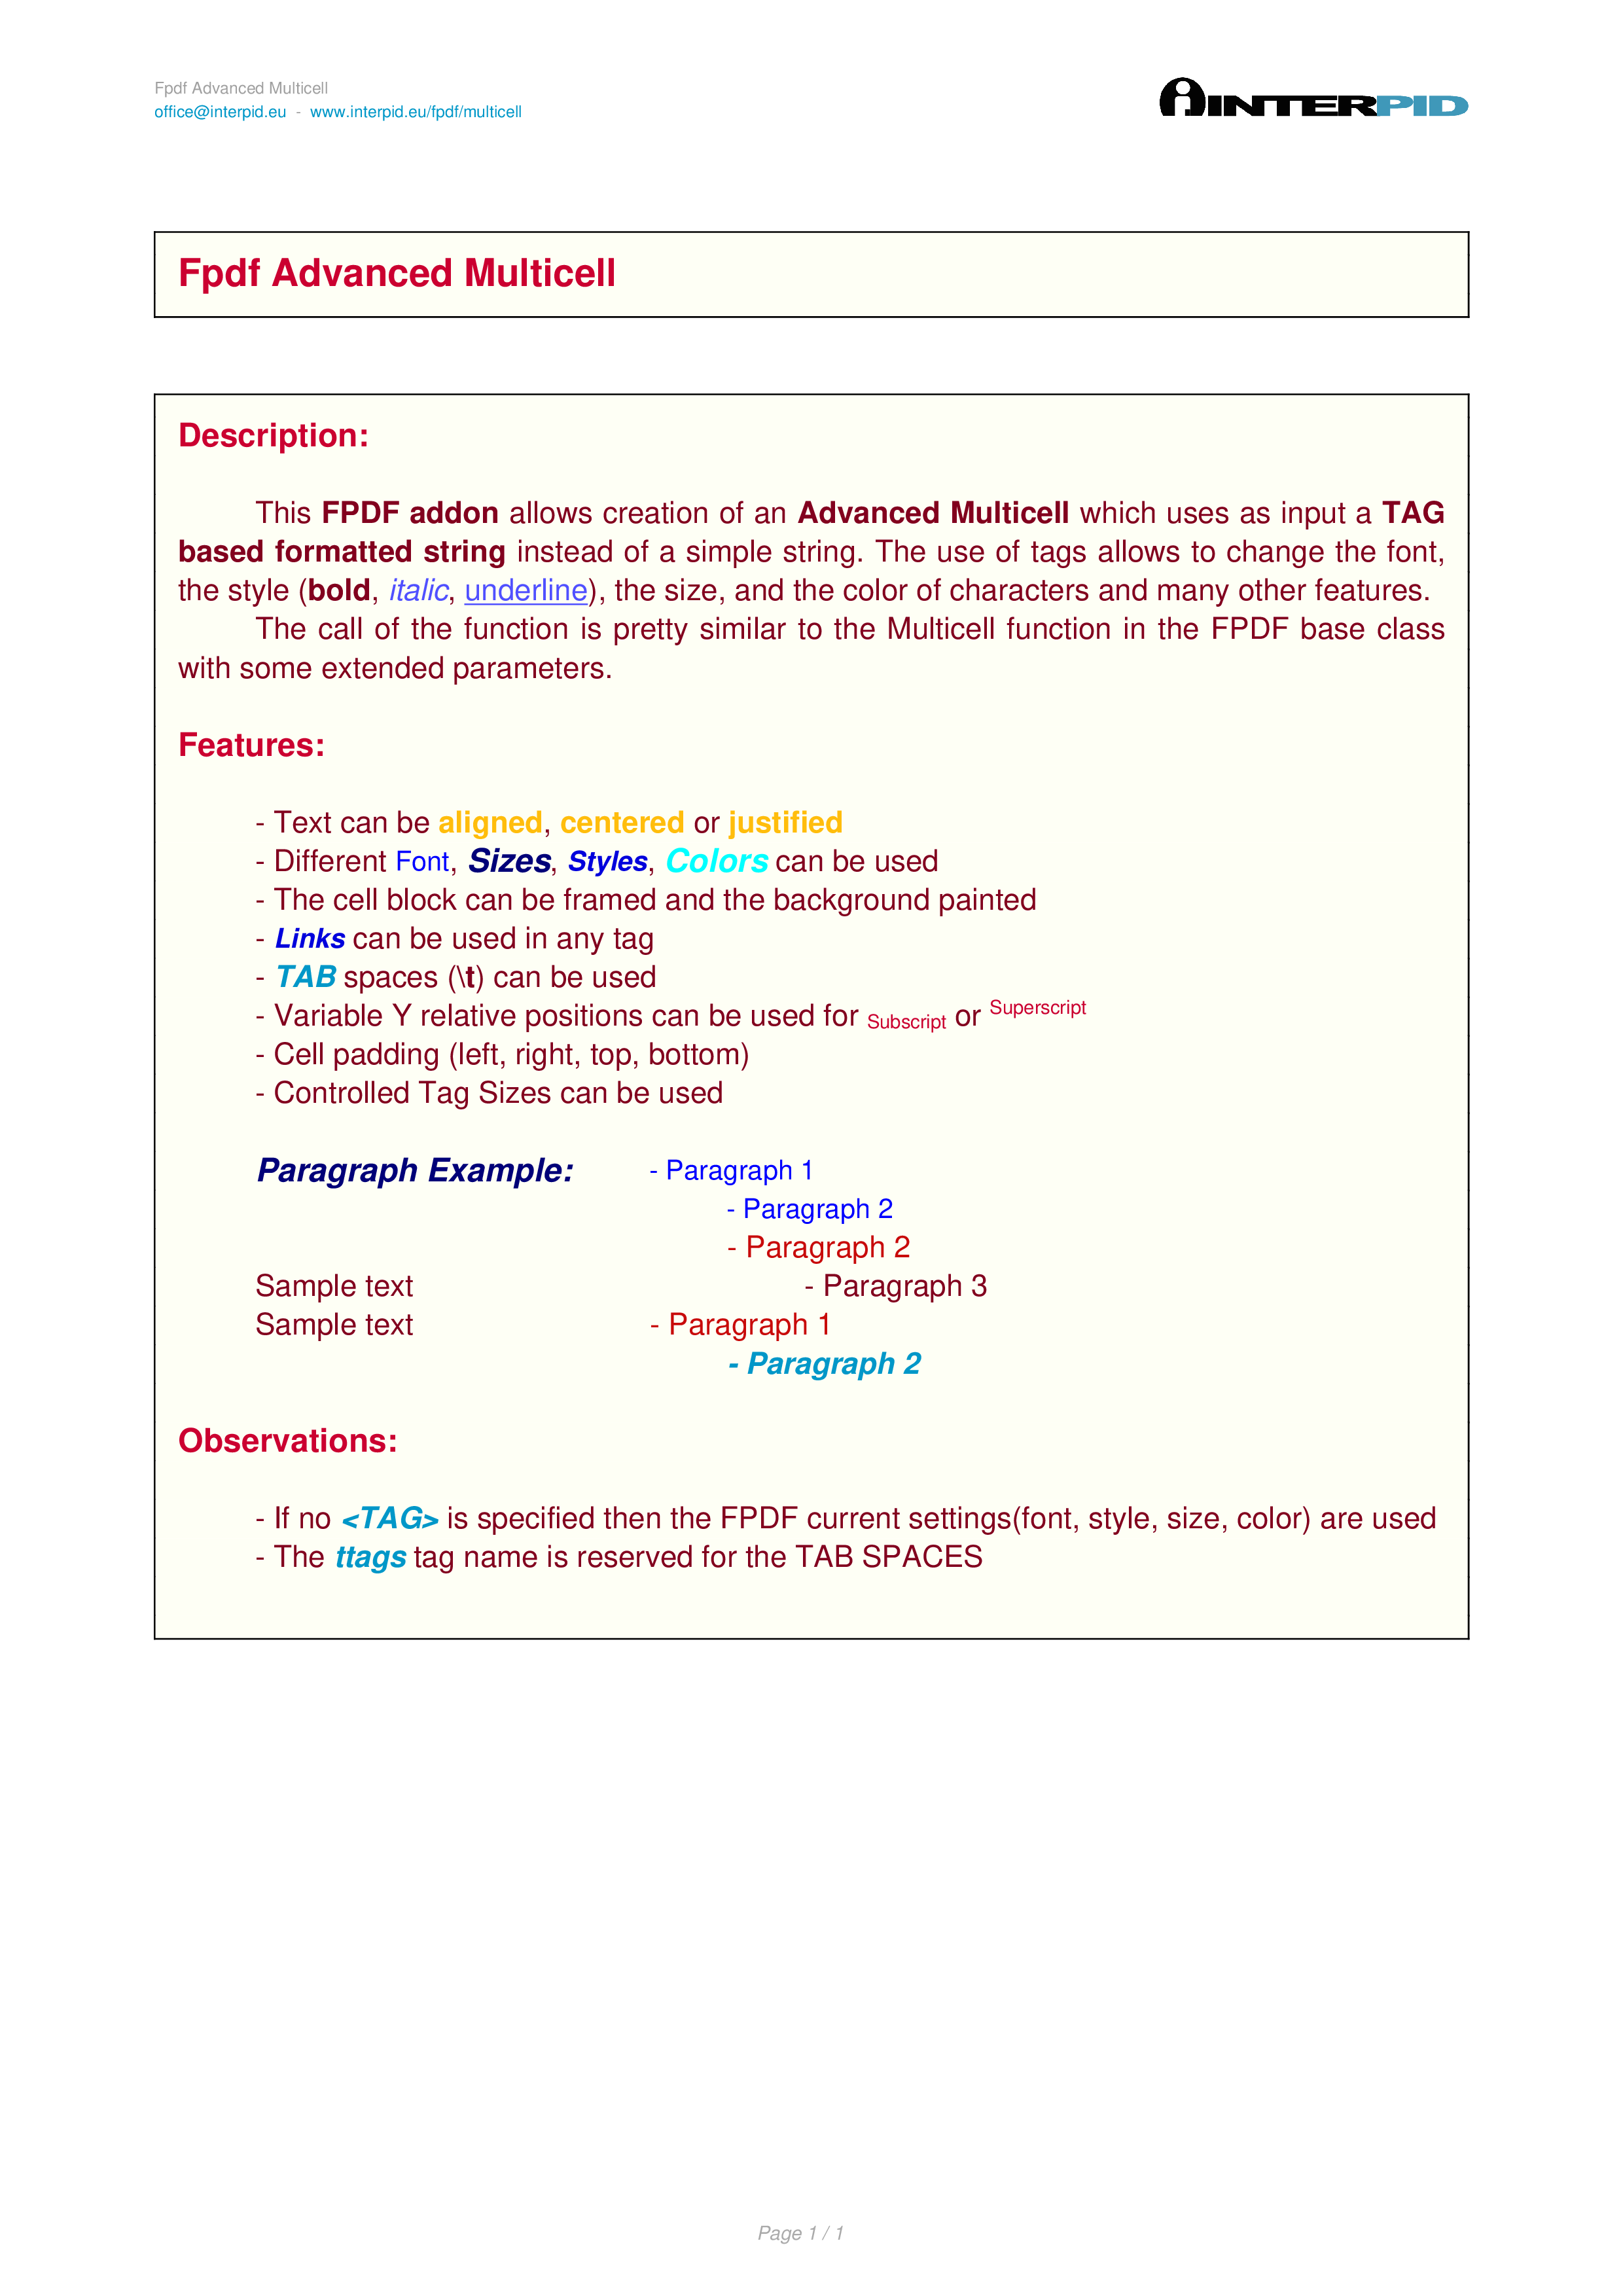 Fpdf Advanced Multicell
office@interpid.eu - www.interpid.eu/fpdf/multicell
INTERPID
Fpdf Advanced Multicell
Description:
This FPDF addon allows creation of an Advanced Multicell which uses as input a TAG
based formatted string instead of a simple string. The use of tags allows to change the font,
the style (bold, italic, underline), the size, and the color of characters and many other features.
The call of the function is pretty similar to the Multicell function in the FPDF base class
with some extended parameters.
Features:
- Text can be aligned, centered or justified
- Different Font, Sizes, Styles, Colors can be used
- The cell block can be framed and the background painted
- Links can be used in any tag
- TAB spaces (\t) can be used
- Variable Y relative positions can be used for Subscript or Superscript
- Cell padding (left, right, top, bottom)
- Controlled Tag Sizes can be used
Paragraph Example: - Paragraph 1
- Paragraph 2
- Paragraph 2
Sample text - Paragraph 3
Sample text - Paragraph 1
- Paragraph 2
Observations:
- If no <TAG> is specified then the FPDF current settings(font, style, size, color) are used
- The ttags tag name is reserved for the TAB SPACES
Page 1 / 1